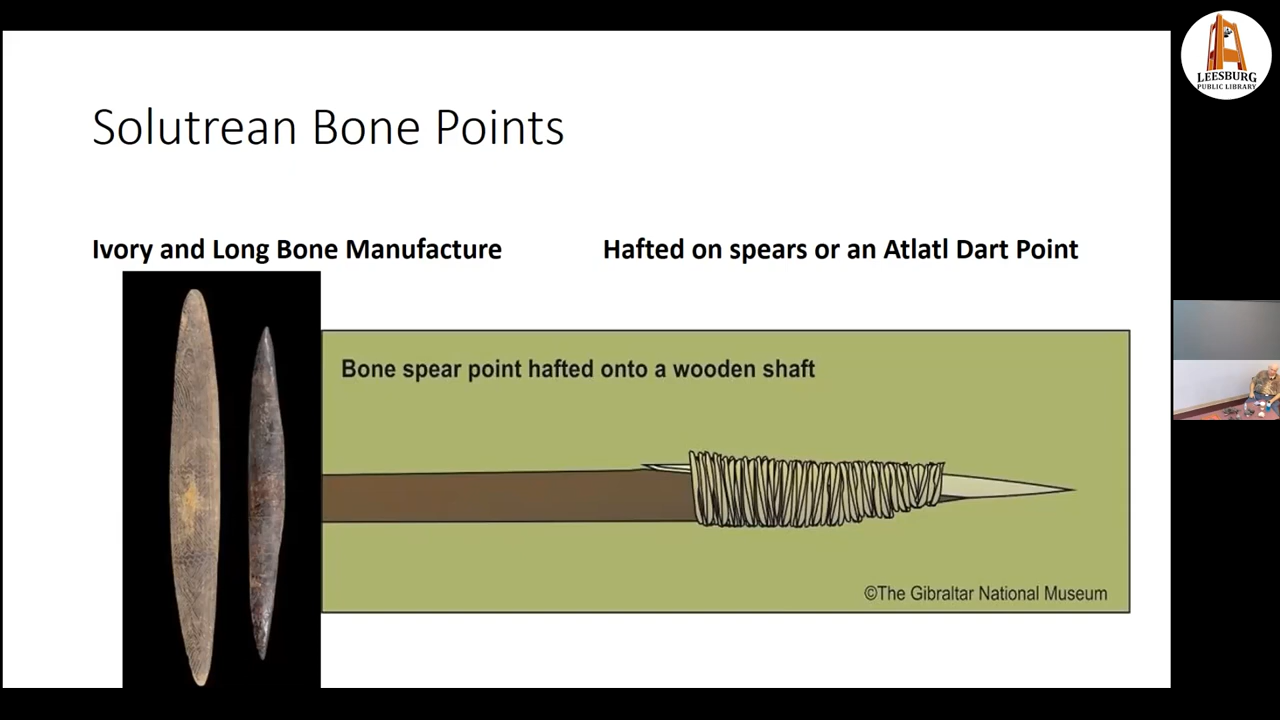 LEESBURG
PUBLIC LIBRARY
Solutrean Bone Points
Ivory and Long Bone Manufacture
Hafted on spears or an Atlatl Dart Point
Bone spear point hafted onto a wooden shaft
©The Gibraltar National Museum